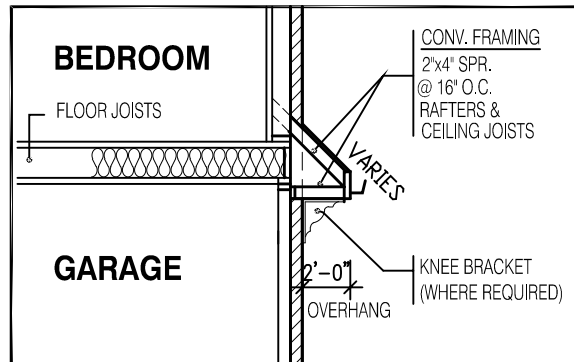 BEDROOM
FLOOR JOISTS
CONV. FRAMING
2"x4" SPR.
@ 16" O.C.
RAFTERS &
CEILING JOISTS
VARIES
GARAGE
2'-0"
OVERHANG
KNEE BRACKET
(WHERE REQUIRED)